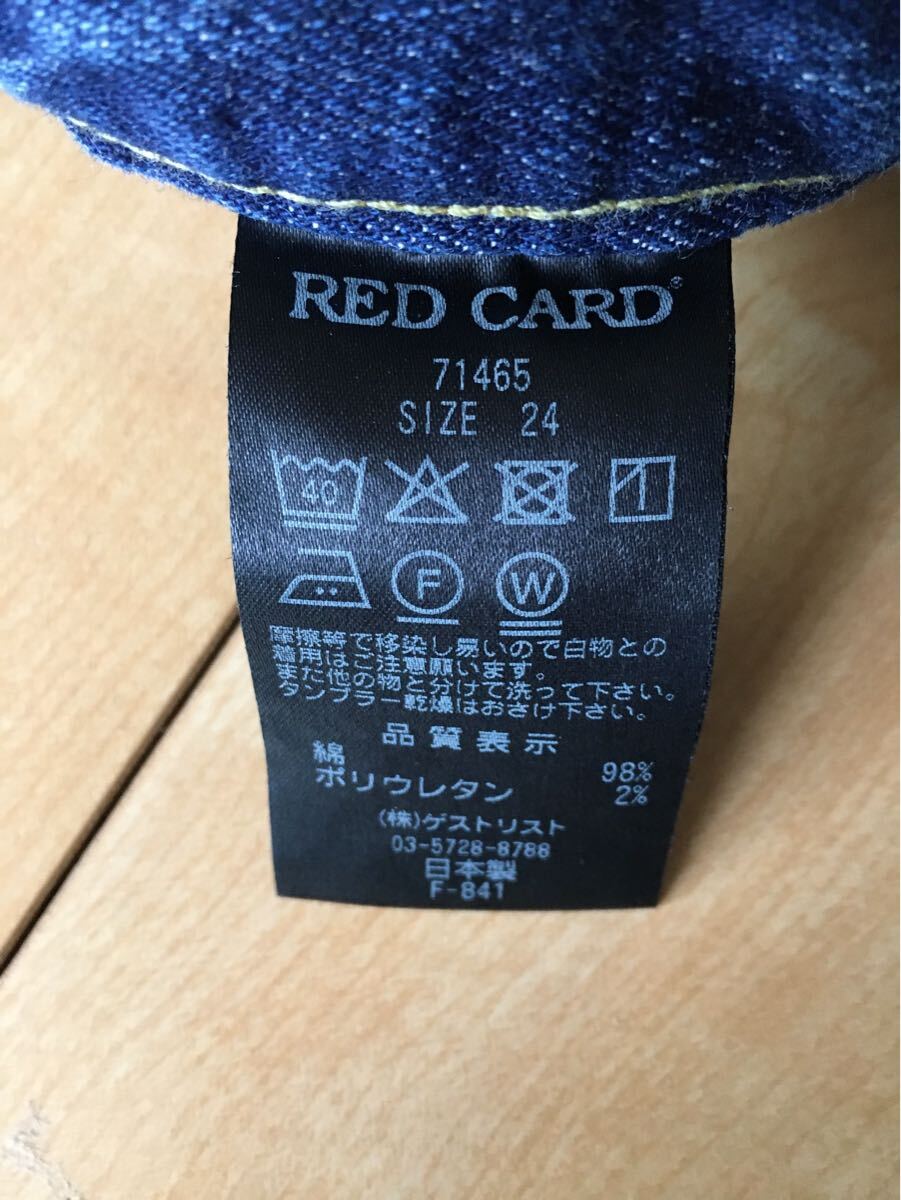 RED CARD®
71465
SIZE 24
40
F W
摩擦等で移染し易いので白物との
着用はご注意願います。
また他の物と分けて洗って下さい。
タンブラー乾燥はおさけ下さい。
品質表示
綿 98%
ポリウレタン 2%
(株)ゲストリスト
03-5728-8788
日本製
F-841